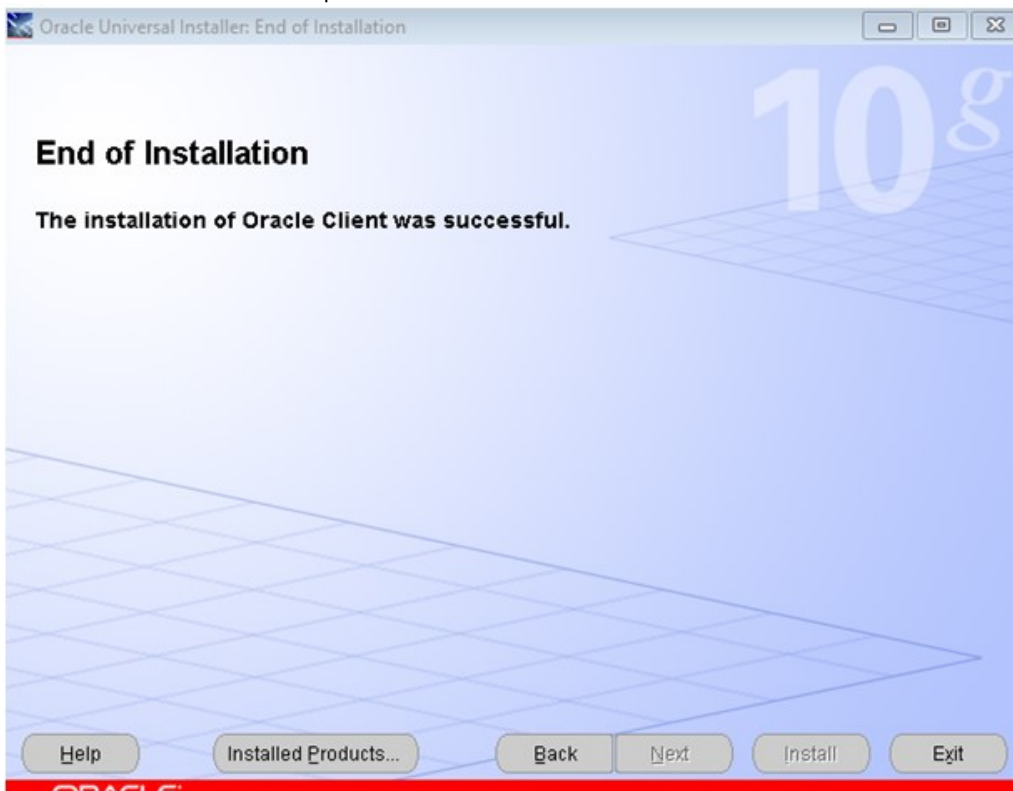 Oracle Universal Installer: End of Installation
10g
End of Installation
The installation of Oracle Client was successful.
Help
Installed Products...
Back
Next
Install
Exit
ORACLE